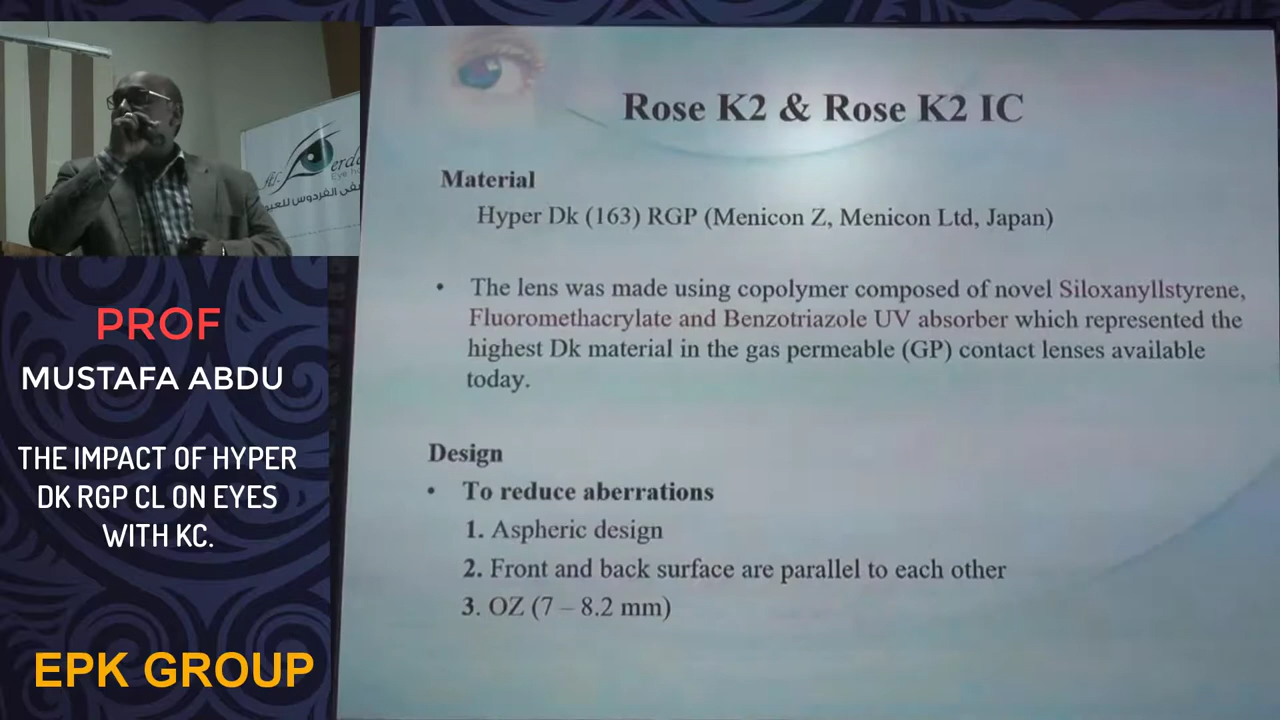 Rose K2 & Rose K2 IC
Material
Hyper Dk (163) RGP (Menicon Z, Menicon Ltd, Japan)
• The lens was made using copolymer composed of novel Siloxanyllstyrene,
Fluoromethacrylate and Benzotriazole UV absorber which represented the
highest Dk material in the gas permeable (GP) contact lenses available
today.
Design
• To reduce aberrations
1. Aspheric design
2. Front and back surface are parallel to each other
3. OZ (7 – 8.2 mm)
PROF
MUSTAFA ABDU
THE IMPACT OF HYPER
DK RGP CL ON EYES
WITH KC.
EPK GROUP